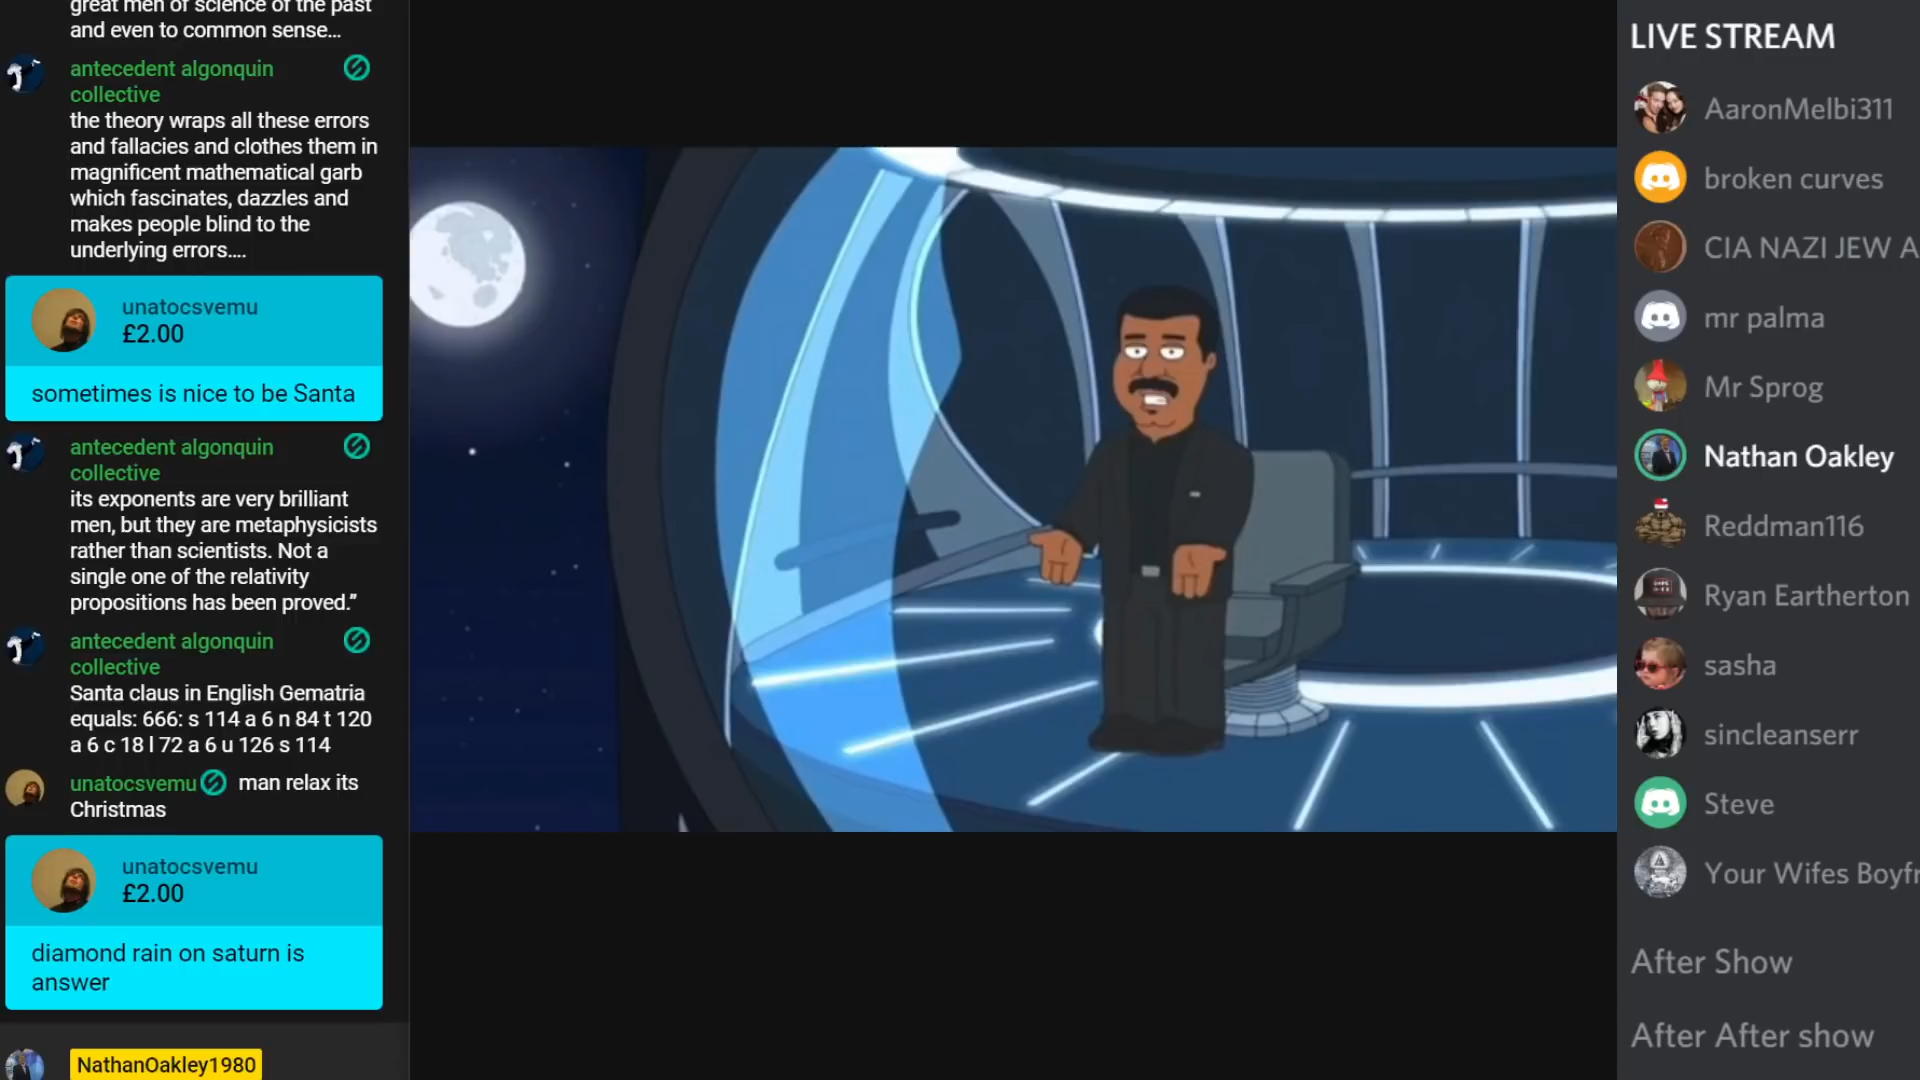 great men of science of the past
and even to common sense...
antecedent algonquin
collective
the theory wraps all these errors
and fallacies and clothes them in
magnificent mathematical garb
which fascinates, dazzles and
makes people blind to the
underlying errors....
unatocsvemu
£2.00
sometimes is nice to be Santa
antecedent algonquin
collective
its exponents are very brilliant
men, but they are metaphysicists
rather than scientists. Not a
single one of the relativity
propositions has been proved.”
antecedent algonquin
collective
Santa claus in English Gematria
equals: 666: s 114 a 6 n 84 t 120
a 6 c 18 l 72 a 6 u 126 s 114
unatocsvemu man relax its
Christmas
unatocsvemu
£2.00
diamond rain on saturn is
answer
NathanOakley1980
LIVE STREAM
AaronMelbi311
broken curves
CIA NAZI JEW A
mr palma
Mr Sprog
Nathan Oakley
Reddman116
Ryan Eartherton
sasha
sincleanserr
Steve
Your Wifes Boyfr
After Show
After After show